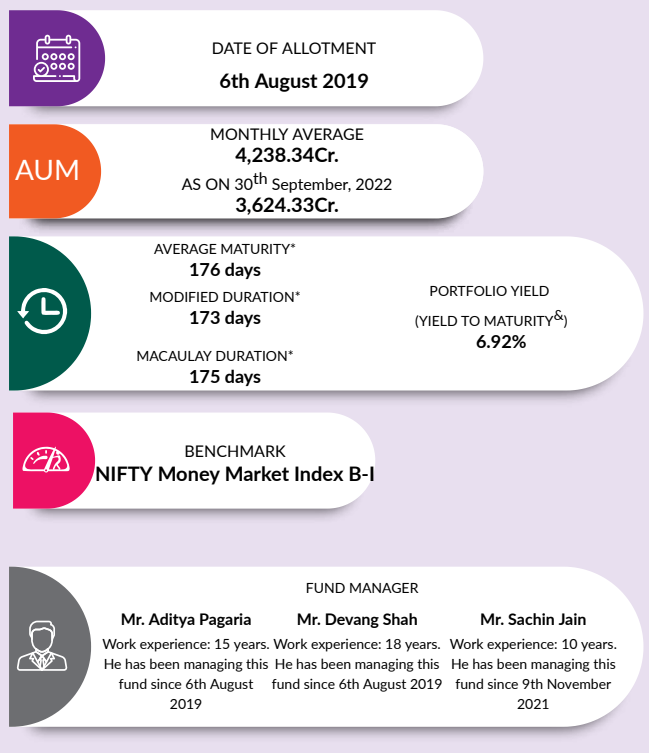 DATE OF ALLOTMENT
6th August 2019
AUM
MONTHLY AVERAGE
4,238.34Cr.
AS ON 30th September, 2022
3,624.33Cr.
AVERAGE MATURITY*
176 days
MODIFIED DURATION*
173 days
MACAULAY DURATION*
175 days
PORTFOLIO YIELD
(YIELD TO MATURITY&)
6.92%
BENCHMARK
NIFTY Money Market Index B-I
FUND MANAGER
Mr. Aditya Pagaria
Work experience: 15 years.
He has been managing this
fund since 6th August
2019
Mr. Devang Shah
Work experience: 18 years.
He has been managing this
fund since 6th August 2019
Mr. Sachin Jain
Work experience: 10 years.
He has been managing this
fund since 9th November
2021